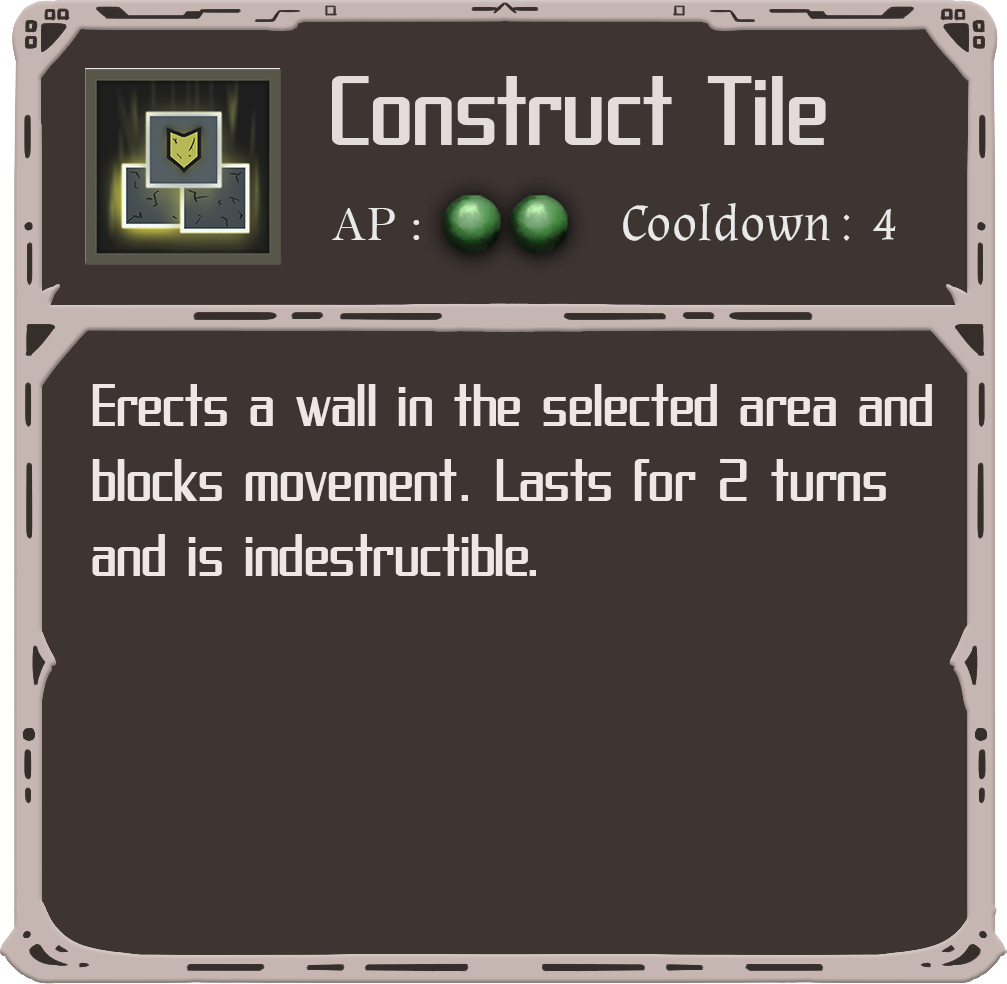 Construct Tile
AP : Cooldown : 4
Erects a wall in the selected area and
blocks movement. Lasts for 2 turns
and is indestructible.